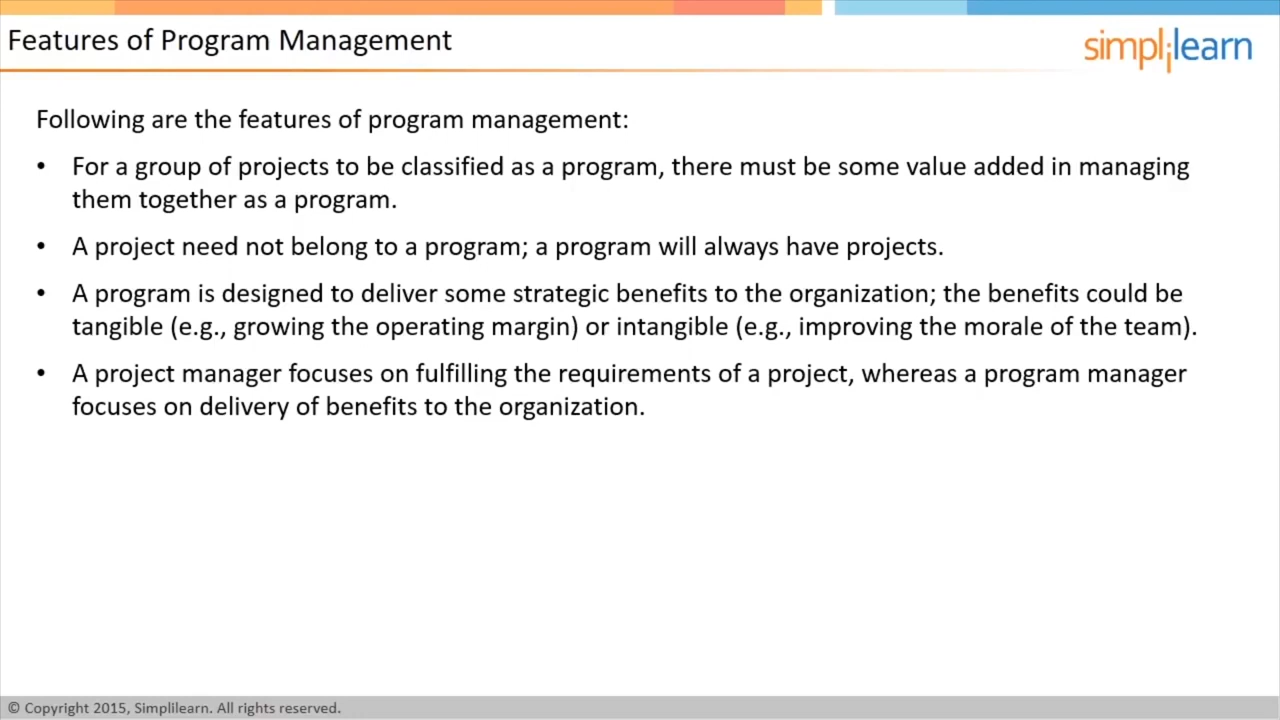 Features of Program Management
simplilearn
Following are the features of program management:
• For a group of projects to be classified as a program, there must be some value added in managing
them together as a program.
• A project need not belong to a program; a program will always have projects.
• A program is designed to deliver some strategic benefits to the organization; the benefits could be
tangible (e.g., growing the operating margin) or intangible (e.g., improving the morale of the team).
• A project manager focuses on fulfilling the requirements of a project, whereas a program manager
focuses on delivery of benefits to the organization.
© Copyright 2015, Simplilearn. All rights reserved.